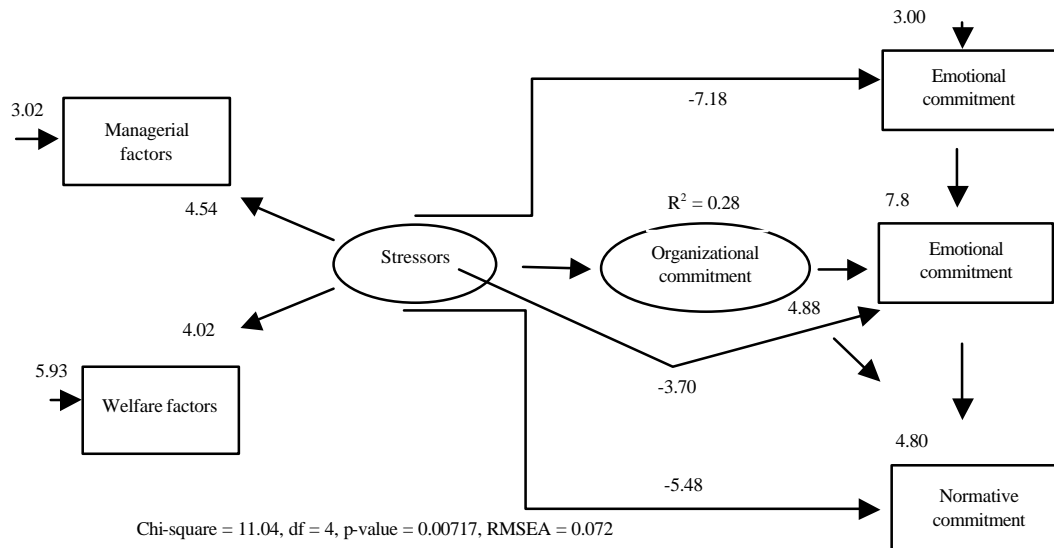 3.00
Emotional
commitment
-7.18
3.02
Managerial
factors
4.54
R² = 0.28
7.8
Stressors
Organizational
commitment
Emotional
commitment
4.88
4.02
-3.70
5.93
Welfare factors
4.80
-5.48
Normative
commitment
Chi-square = 11.04, df = 4, p-value = 0.00717, RMSEA = 0.072